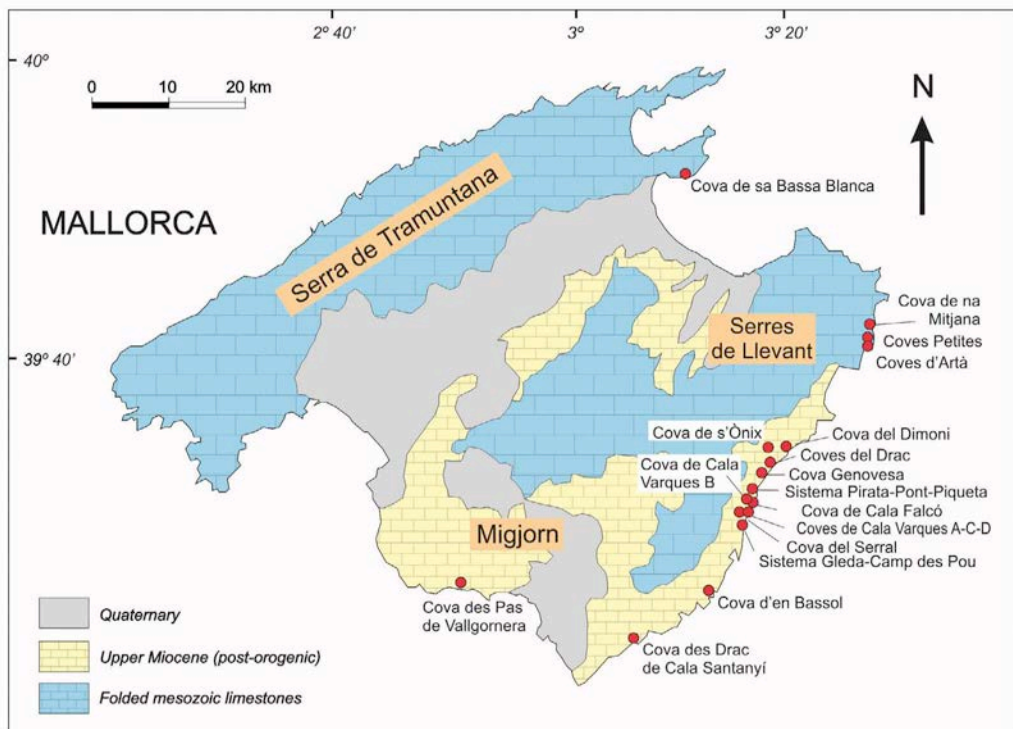 2º 40'
3º
3º 20'
40º
0 10 20 km
N
MALLORCA
Serra de Tramuntana
Cova de sa Bassa Blanca
Cova de na
Mitjana
Coves Petites
Coves d'Artà
39º 40'
Serres
de Llevant
Cova de s'Ònix
Cova del Dimoni
Coves del Drac
Cova de Cala
Varques B
Cova Genovesa
Sistema Pirata-Pont-Piqueta
Cova de Cala Falcó
Coves de Cala Varques A-C-D
Cova del Serral
Sistema Gleda-Camp des Pou
Migjorn
Cova des Pas
de Vallgornera
Cova d'en Bassol
Cova des Drac
de Cala Santanyí
Quaternary
Upper Miocene (post-orogenic)
Folded mesozoic limestones